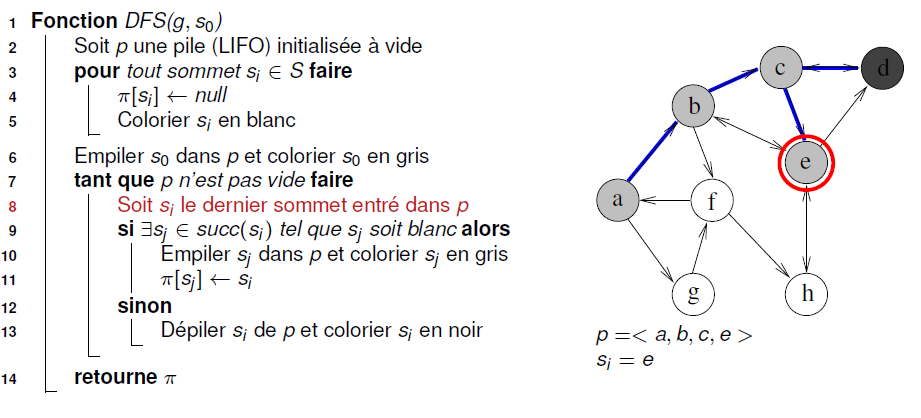 1 Fonction DFS(g, s₀)
2 Soit p une pile (LIFO) initialisée à vide
3 pour tout sommet sᵢ ∈ S faire
4 π[sᵢ] ← null
5 Colorier sᵢ en blanc
6 Empiler s₀ dans p et colorier s₀ en gris
7 tant que p n'est pas vide faire
8 Soit sᵢ le dernier sommet entré dans p
9 si ∃sⱼ ∈ succ(sᵢ) tel que sⱼ soit blanc alors
10 Empiler sⱼ dans p et colorier sⱼ en gris
11 π[sⱼ] ← sᵢ
12 sinon
13 Dépiler sᵢ de p et colorier sᵢ en noir
14 retourne π
c
d
b
e
a
f
g
h
p =< a, b, c, e >
sᵢ = e